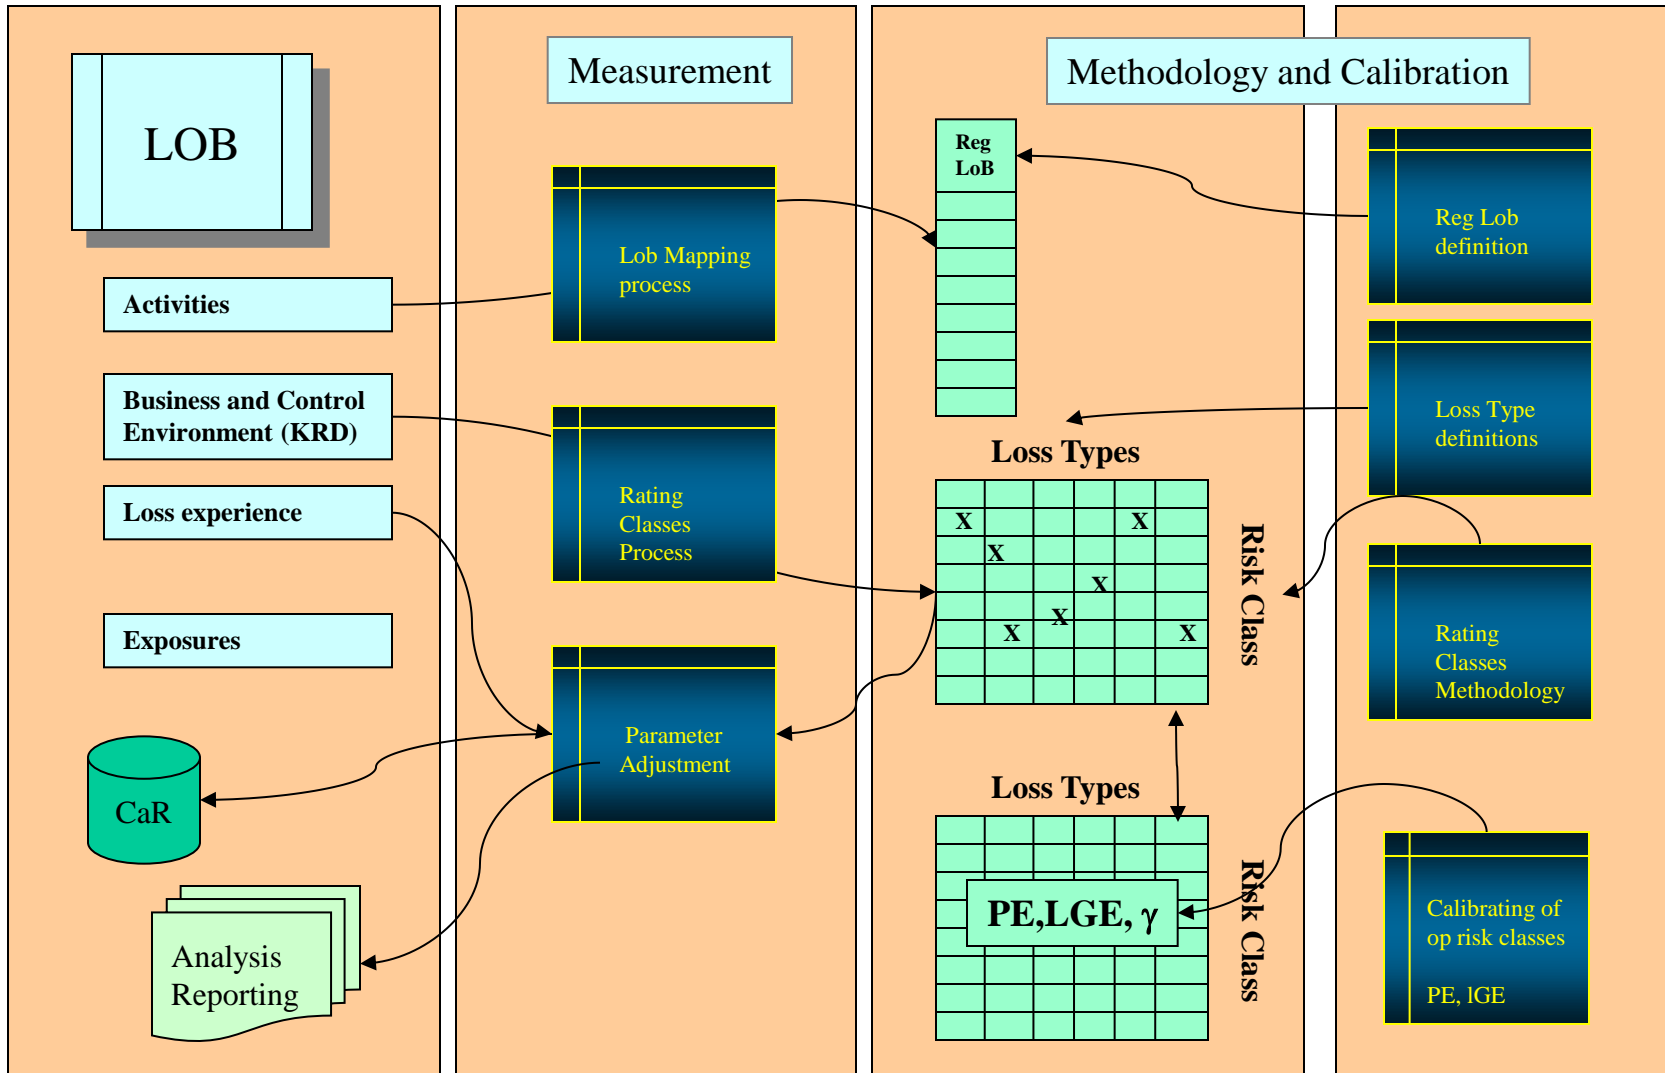 LOB
Activities
Business and Control
Environment (KRD)
Loss experience
Exposures
CaR
Analysis
Reporting
Measurement
Lob Mapping
process
Rating
Classes
Process
Parameter
Adjustment
Methodology and Calibration
Reg
LoB
Loss Types
X
X
X
X
X
X
X
Risk Class
Loss Types
PE,LGE, γ
Risk Class
Reg Lob
definition
Loss Type
definitions
Rating
Classes
Methodology
Calibrating of
op risk classes
PE, lGE